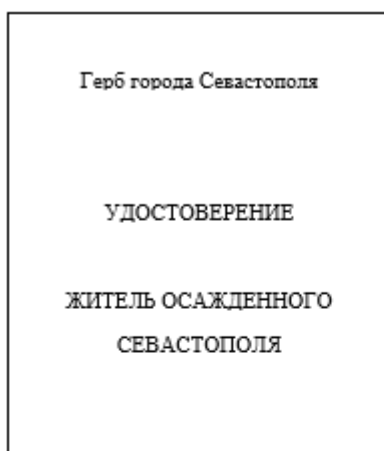 Герб города Севастополя
УДОСТОВЕРЕНИЕ
ЖИТЕЛЬ ОСАЖДЕННОГО
СЕВАСТОПОЛЯ